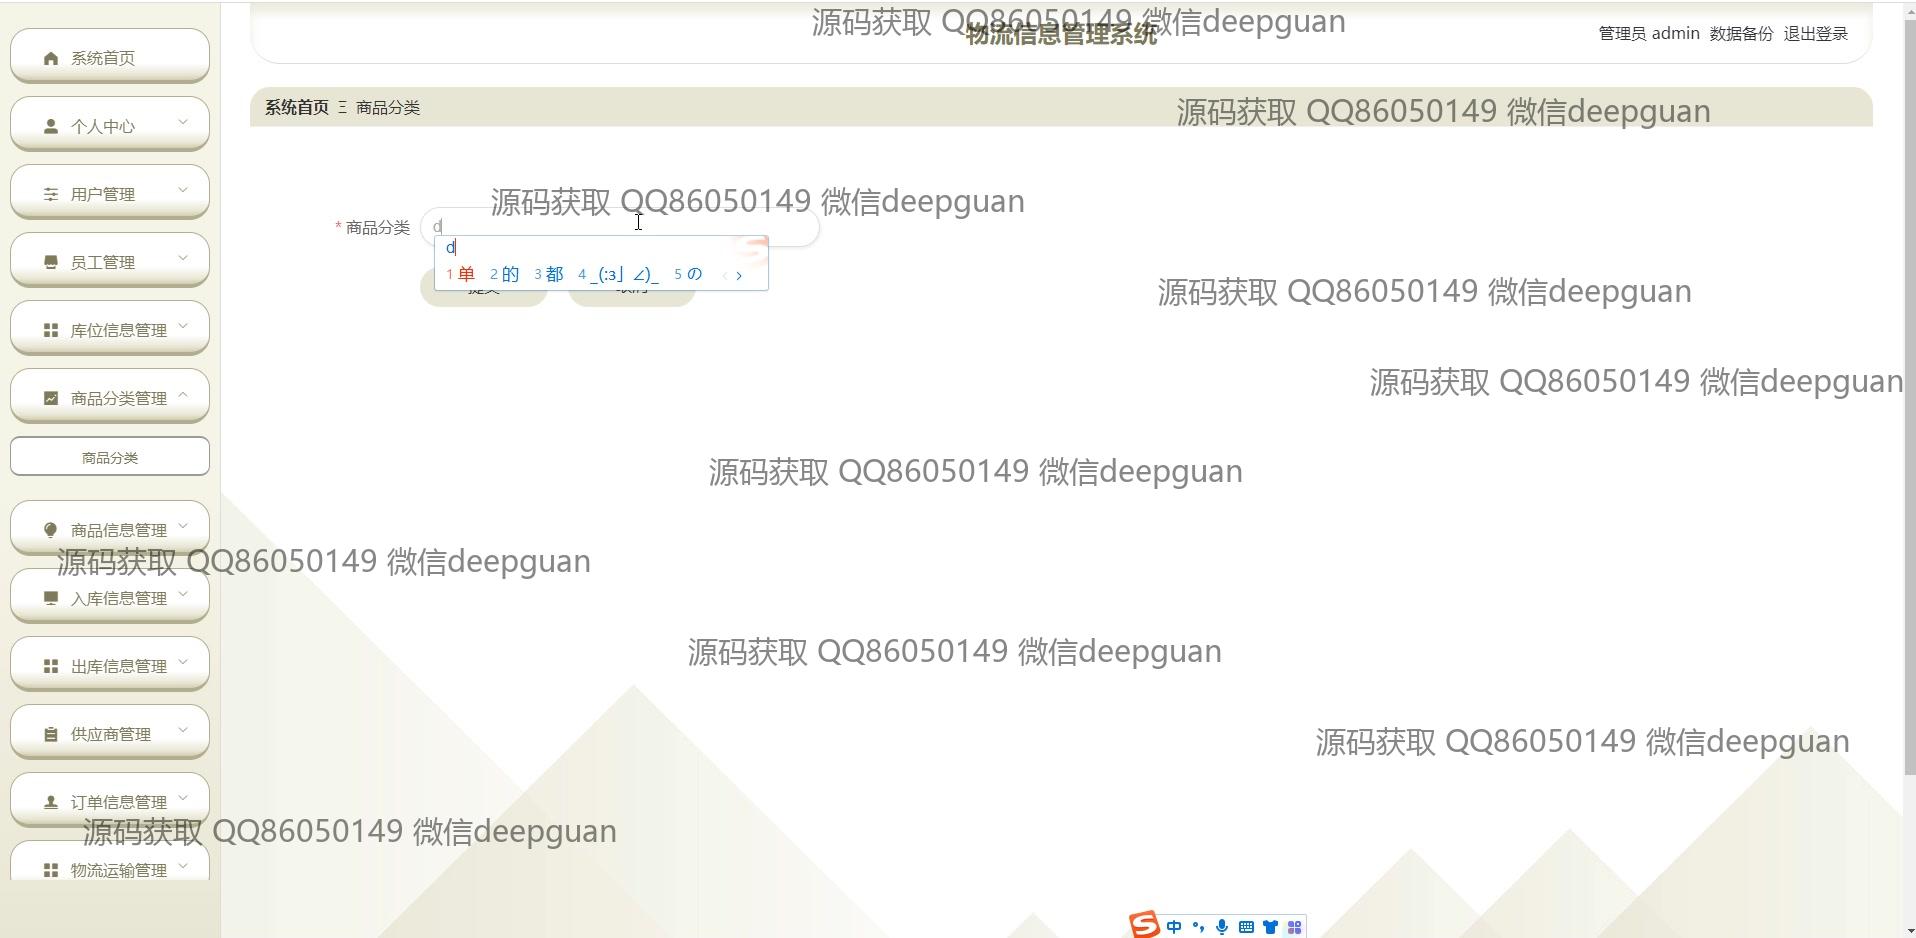 源码获取 QQ86050149 微信deepguan
物流信息管理系统
管理员 admin 数据备份 退出登录
系统首页
个人中心
用户管理
员工管理
库位信息管理
商品分类管理
商品分类
商品信息管理
入库信息管理
出库信息管理
供应商管理
订单信息管理
物流运输管理
系统首页 Ξ 商品分类
源码获取 QQ86050149 微信deepguan
源码获取 QQ86050149 微信deepguan
* 商品分类 d
d
1 单 2 的 3 都 4 _(:з」∠)_ 5 の
提交 取消
源码获取 QQ86050149 微信deepguan
源码获取 QQ86050149 微信deepguan
源码获取 QQ86050149 微信deepguan
源码获取 QQ86050149 微信deepguan
源码获取 QQ86050149 微信deepguan
源码获取 QQ86050149 微信deepguan
源码获取 QQ86050149 微信deepguan
中